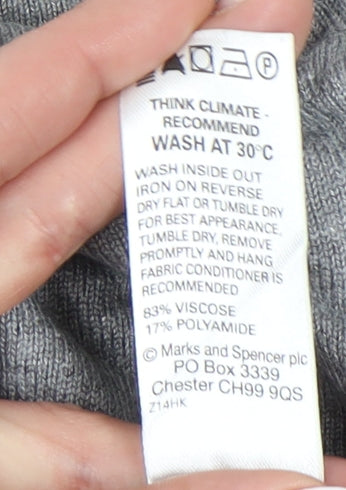 P
THINK CLIMATE -
RECOMMEND
WASH AT 30°C
WASH INSIDE OUT
IRON ON REVERSE
DRY FLAT OR TUMBLE DRY
FOR BEST APPEARANCE,
TUMBLE DRY, REMOVE
PROMPTLY AND HANG
FABRIC CONDITIONER IS
RECOMMENDED
83% VISCOSE
17% POLYAMIDE
© Marks and Spencer plc
PO Box 3339
Chester CH99 9QS
Z14HK